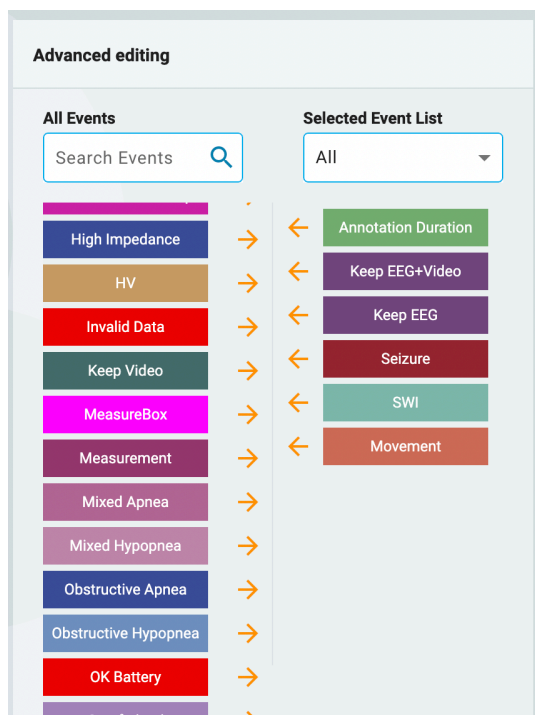 Advanced editing
All Events
Search Events
High Impedance
HV
Invalid Data
Keep Video
MeasureBox
Measurement
Mixed Apnea
Mixed Hypopnea
Obstructive Apnea
Obstructive Hypopnea
OK Battery
Selected Event List
All
Annotation Duration
Keep EEG+Video
Keep EEG
Seizure
SWI
Movement